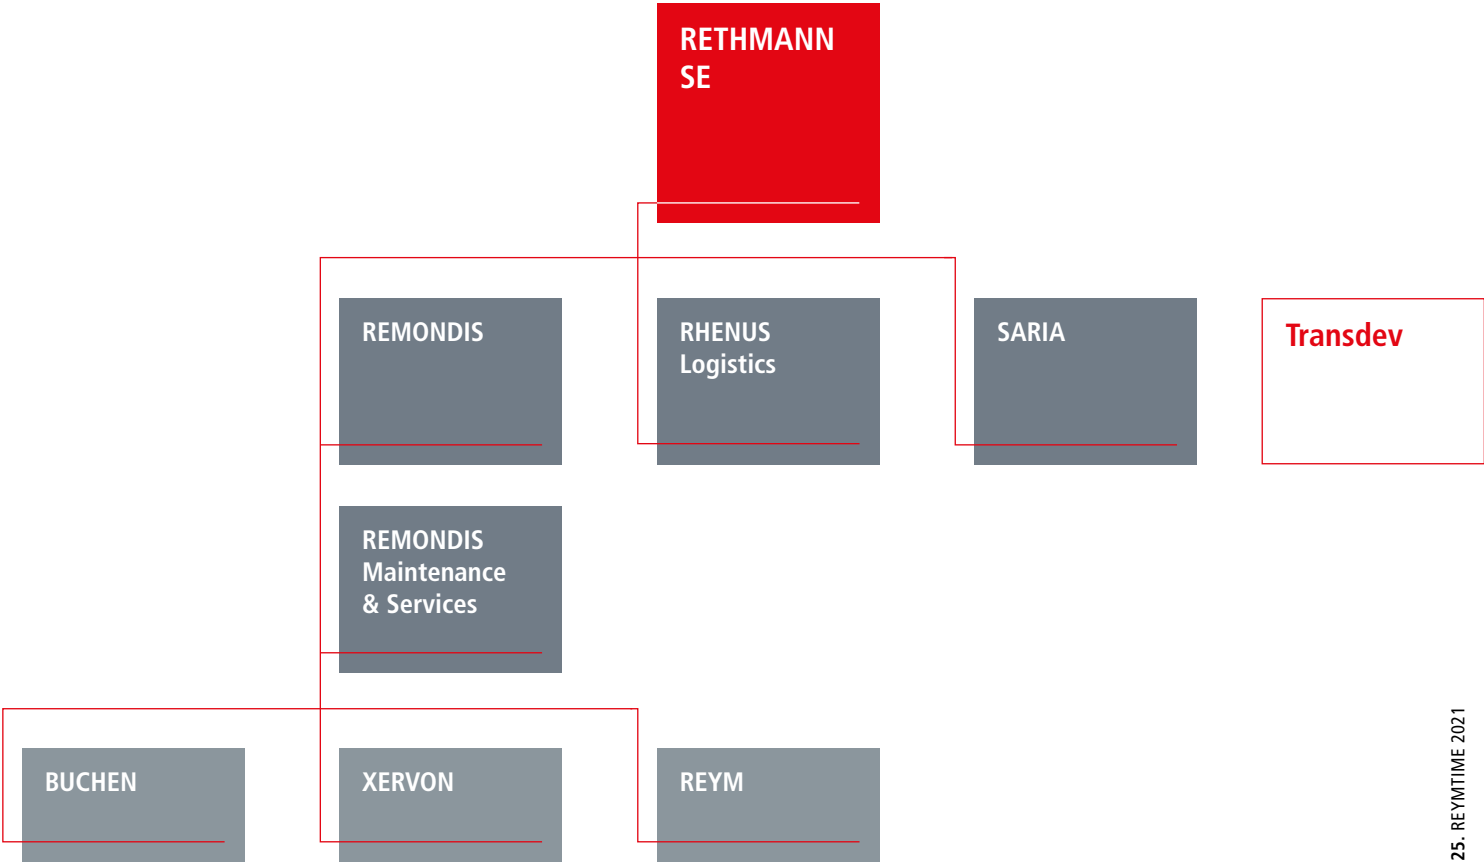 RETHMANN
SE
REMONDIS
RHENUS
Logistics
SARIA
Transdev
REMONDIS
Maintenance
& Services
BUCHEN
XERVON
REYM
25. REYMTIME 2021